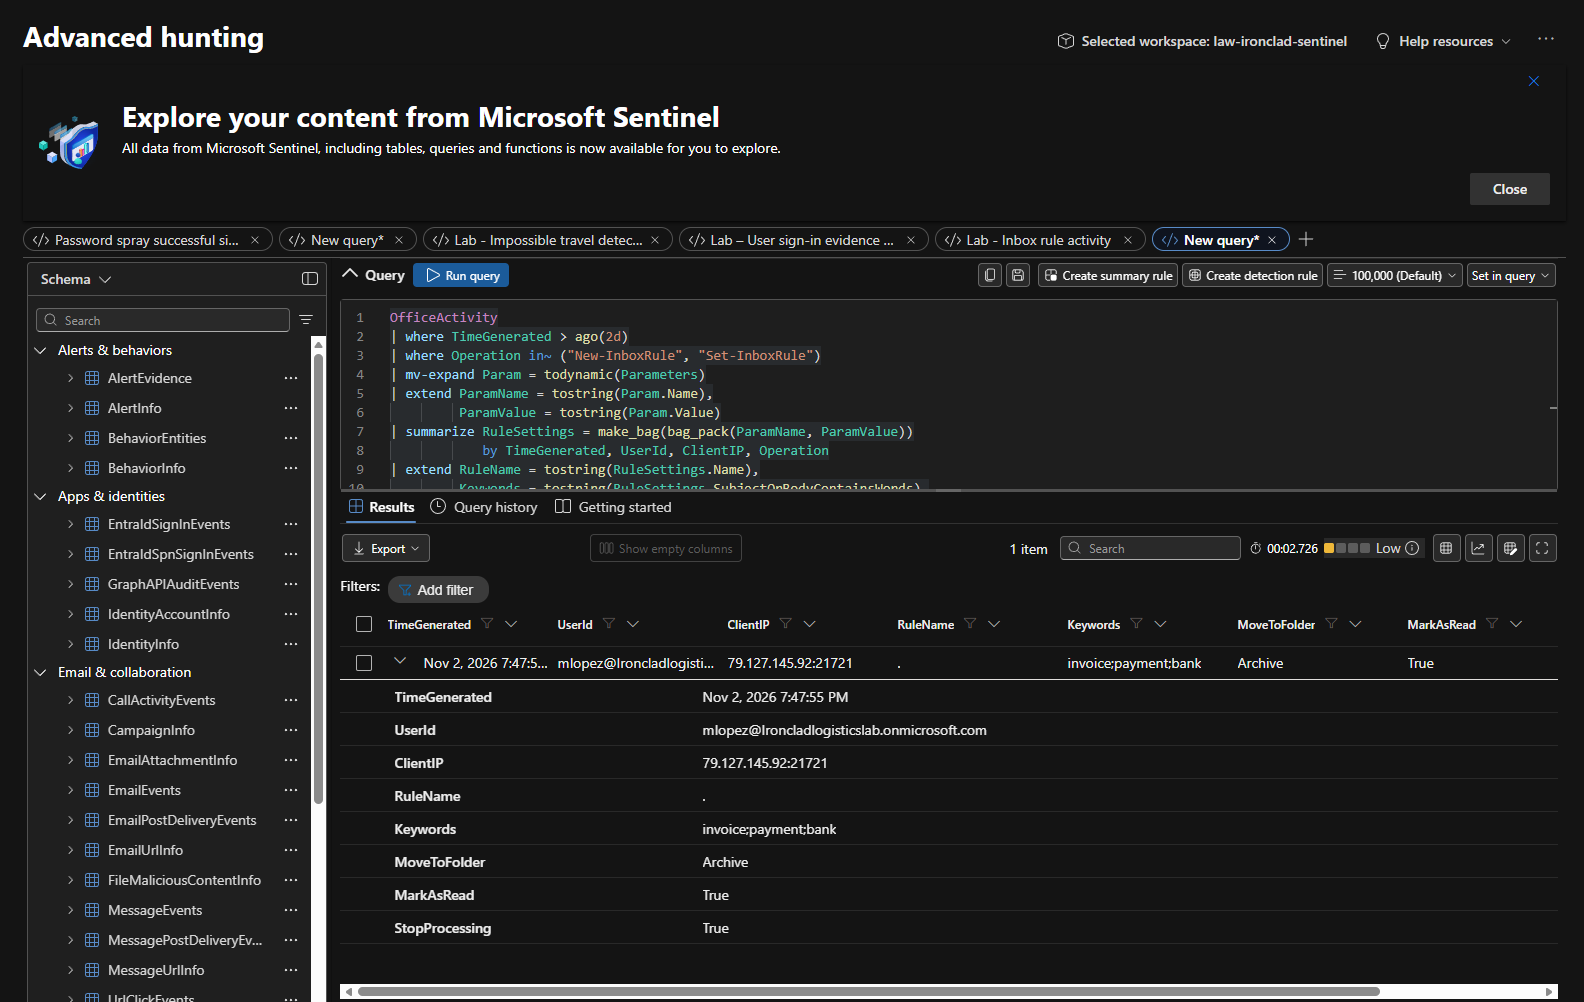 Advanced hunting
Selected workspace: law-ironclad-sentinel
Help resources
Explore your content from Microsoft Sentinel
All data from Microsoft Sentinel, including tables, queries and functions is now available for you to explore.
Close
Password spray successful si...
New query*
Lab - Impossible travel detec...
Lab – User sign-in evidence ...
Lab - Inbox rule activity
New query*
Schema
Search
Alerts & behaviors
AlertEvidence
AlertInfo
BehaviorEntities
BehaviorInfo
Apps & identities
EntraIdSignInEvents
EntraIdSpnSignInEvents
GraphAPIAuditEvents
IdentityAccountInfo
IdentityInfo
Email & collaboration
CallActivityEvents
CampaignInfo
EmailAttachmentInfo
EmailEvents
EmailPostDeliveryEvents
EmailUrlInfo
FileMaliciousContentInfo
MessageEvents
MessagePostDeliveryEv...
MessageUrlInfo
UrlClickEvents
Query
Run query
Create summary rule
Create detection rule
100,000 (Default)
Set in query
1 OfficeActivity
2 | where TimeGenerated > ago(2d)
3 | where Operation in~ ("New-InboxRule", "Set-InboxRule")
4 | mv-expand Param = todynamic(Parameters)
5 | extend ParamName = tostring(Param.Name),
6 ParamValue = tostring(Param.Value)
7 | summarize RuleSettings = make_bag(bag_pack(ParamName, ParamValue))
8 by TimeGenerated, UserId, ClientIP, Operation
9 | extend RuleName = tostring(RuleSettings.Name),
10 Keywords = tostring(RuleSettings.SubjectOrBodyContainsWords),
Results
Query history
Getting started
Export
Show empty columns
1 item
Search
00:02.726
Low
Filters:
Add filter
TimeGenerated UserId ClientIP RuleName Keywords MoveToFolder MarkAsRead
Nov 2, 2026 7:47:5... mlopez@Ironcladlogisti... 79.127.145.92:21721 . invoice;payment;bank Archive True
TimeGenerated Nov 2, 2026 7:47:55 PM
UserId mlopez@Ironcladlogisticslab.onmicrosoft.com
ClientIP 79.127.145.92:21721
RuleName .
Keywords invoice;payment;bank
MoveToFolder Archive
MarkAsRead True
StopProcessing True